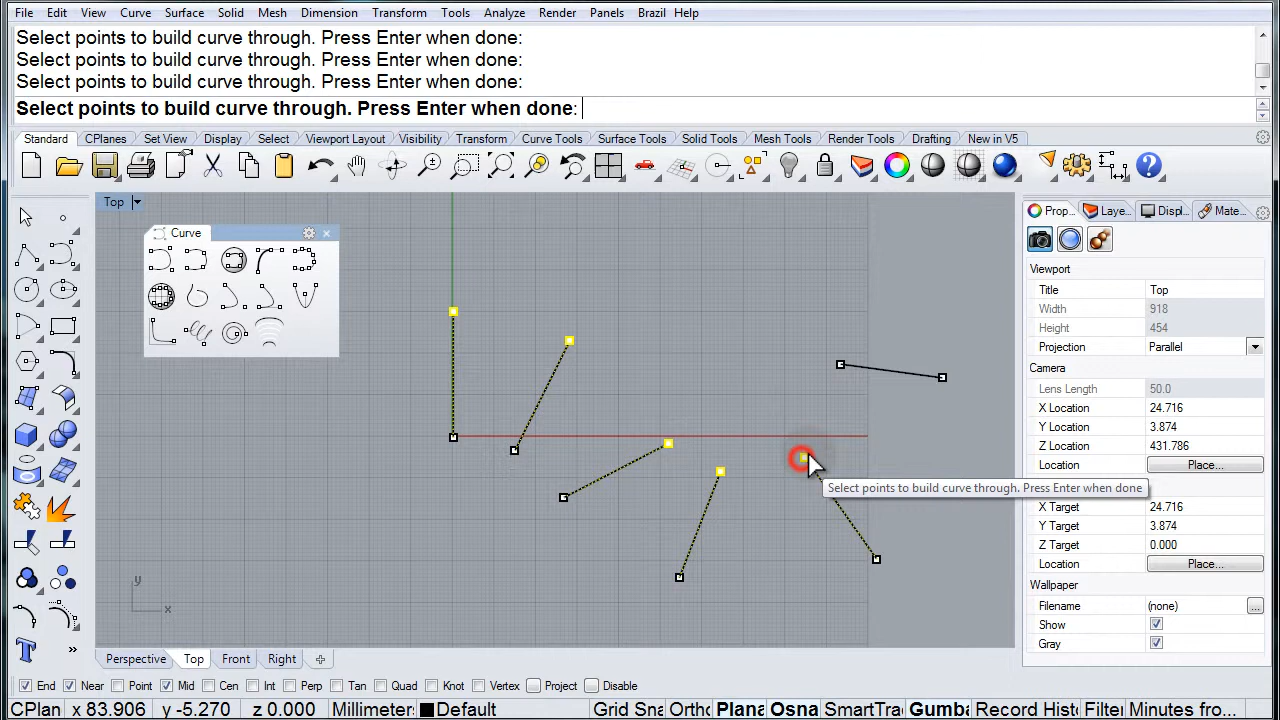 File Edit View Curve Surface Solid Mesh Dimension Transform Tools Analyze Render Panels Brazil Help
Select points to build curve through. Press Enter when done:
Select points to build curve through. Press Enter when done:
Select points to build curve through. Press Enter when done:
Select points to build curve through. Press Enter when done:
Standard CPlanes Set View Display Select Viewport Layout Visibility Transform Curve Tools Surface Tools Solid Tools Mesh Tools Render Tools Drafting New in V5
Top
Curve
Prop... Laye... Displ... Mate...
Viewport
Title Top
Width 918
Height 454
Projection Parallel
Camera
Lens Length 50.0
X Location 24.716
Y Location 3.874
Z Location 431.786
Location Place...
Select points to build curve through. Press Enter when done
X Target 24.716
Y Target 3.874
Z Target 0.000
Location Place...
Wallpaper
Filename (none) ...
Show
Gray
y
x
T
Perspective Top Front Right
End Near Point Mid Cen Int Perp Tan Quad Knot Vertex Project Disable
CPlan x 83.906 y -5.270 z 0.000 Millimeters Default Grid Sna Ortho Plana Osna SmartTra Gumba Record History Filter Minutes fro...